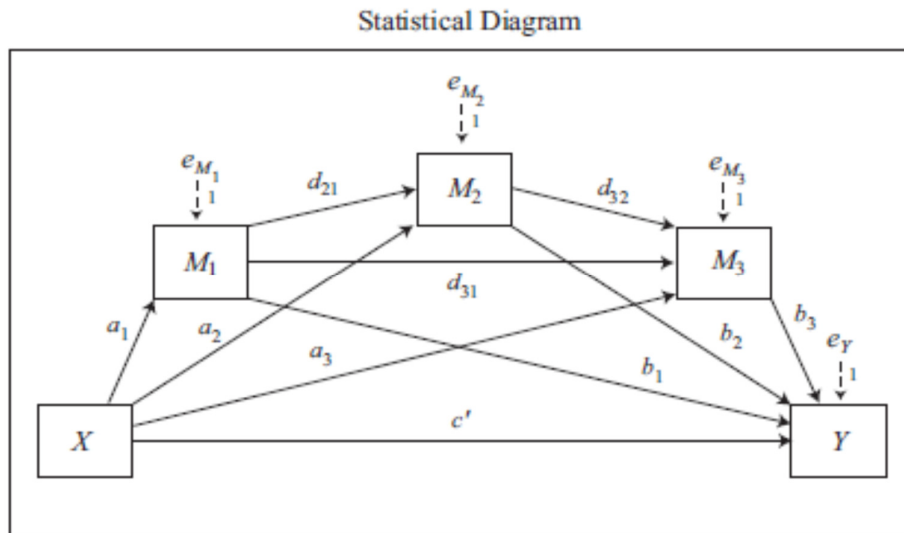 Statistical Diagram
e_{M_2}
1
e_{M_1}
1
d_{21}
M_2
d_{32}
e_{M_3}
1
M_1
M_3
d_{31}
a_1
a_2
a_3
b_1
b_2
b_3
e_Y
1
X
c'
Y